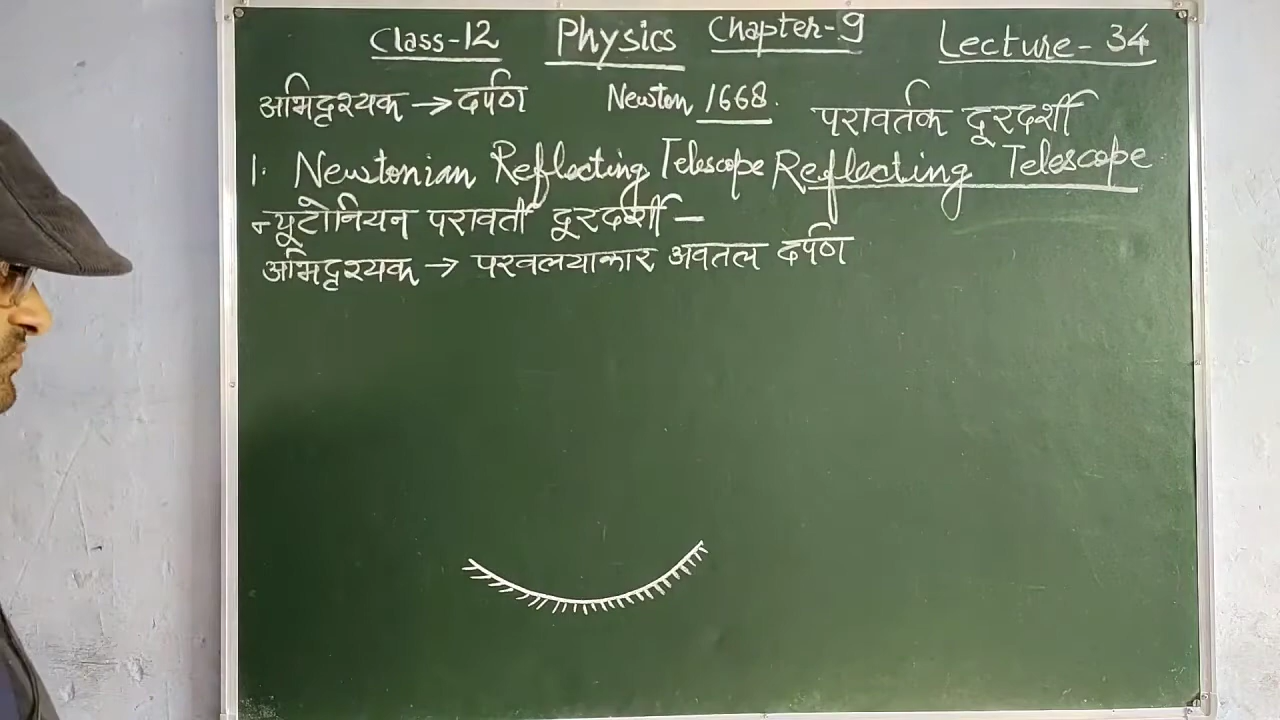 Class-12 Physics Chapter-9 Lecture-34
अभिदृश्यक → दर्पण Newton 1668.
परावर्तक दूरदर्शी
1. Newtonian Reflecting Telescope Reflecting Telescope
न्यूटोनियन परावर्ती दूरदर्शी —
अभिदृश्यक → परवलयाकार अवतल दर्पण